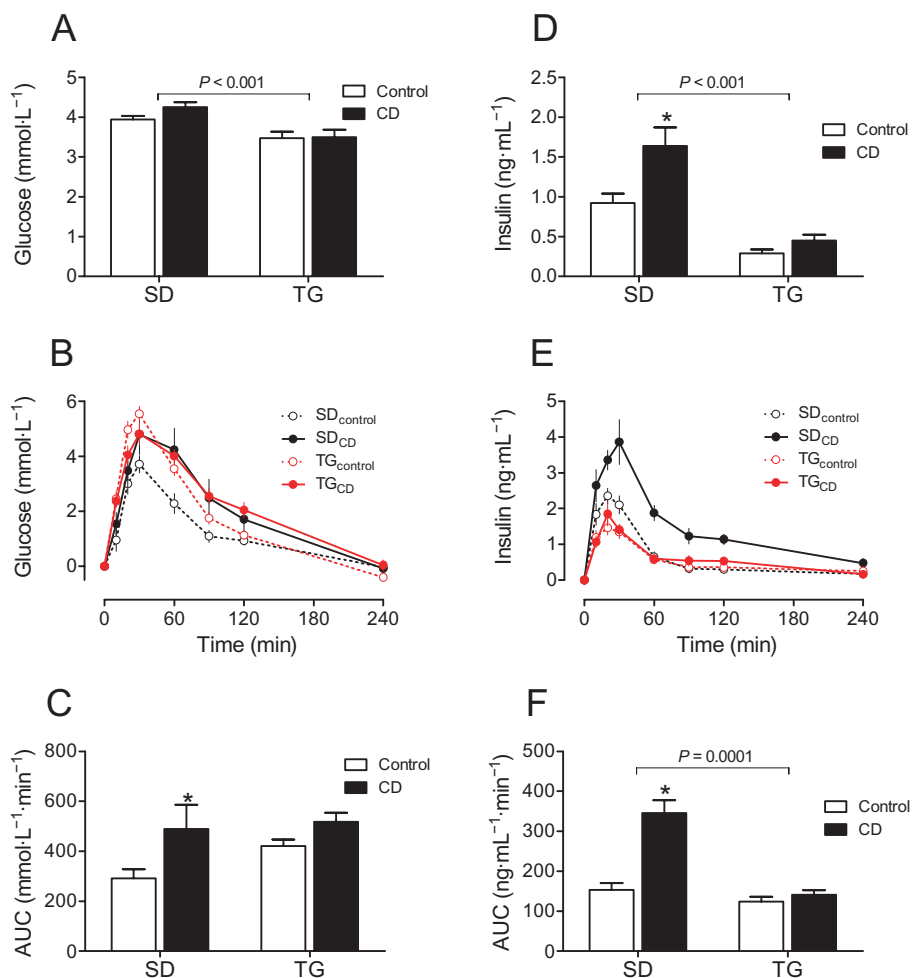 A
Glucose (mmol·L⁻¹)
5
4
3
2
1
0
P < 0.001
Control
CD
SD TG
D
Insulin (ng·mL⁻¹)
2.5
2.0
1.5
1.0
0.5
0.0
P < 0.001
*
Control
CD
SD TG
B
Glucose (mmol·L⁻¹)
6
4
2
0
SDcontrol
SDCD
TGcontrol
TGCD
0 60 120 180 240
Time (min)
E
Insulin (ng·mL⁻¹)
5
4
3
2
1
0
SDcontrol
SDCD
TGcontrol
TGCD
0 60 120 180 240
Time (min)
C
AUC (mmol·L⁻¹·min⁻¹)
800
600
400
200
0
*
Control
CD
SD TG
F
AUC (ng·mL⁻¹·min⁻¹)
500
400
300
200
100
0
P = 0.0001
*
Control
CD
SD TG